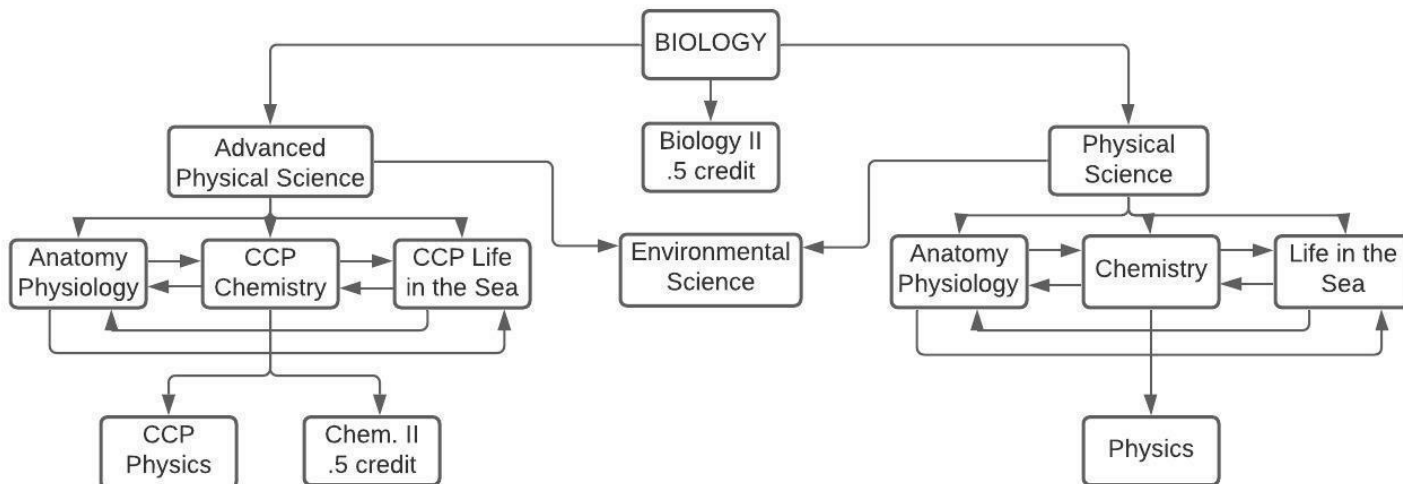 BIOLOGY
Advanced
Physical Science
Biology II
.5 credit
Physical
Science
Anatomy
Physiology
CCP
Chemistry
CCP Life
in the Sea
Environmental
Science
Anatomy
Physiology
Chemistry
Life in the
Sea
CCP
Physics
Chem. II
.5 credit
Physics